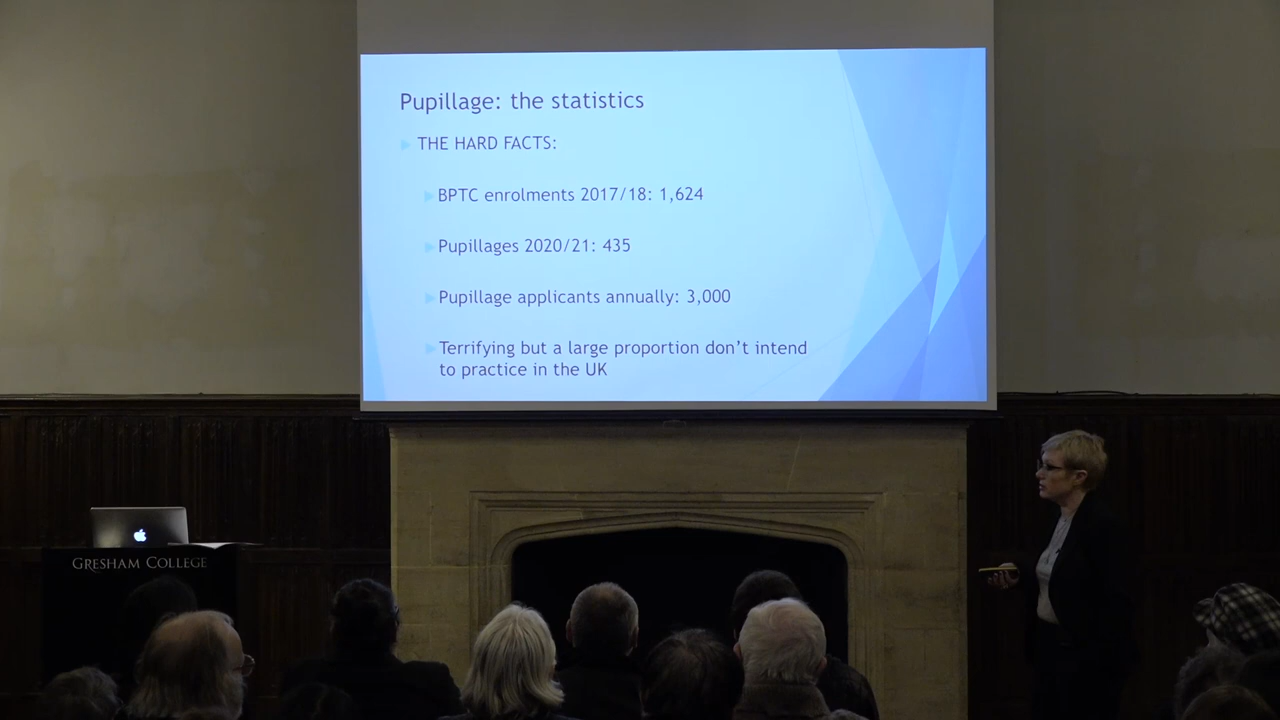 Pupillage: the statistics
THE HARD FACTS:
BPTC enrolments 2017/18: 1,624
Pupillages 2020/21: 435
Pupillage applicants annually: 3,000
Terrifying but a large proportion don't intend
to practice in the UK
GRESHAM COLLEGE